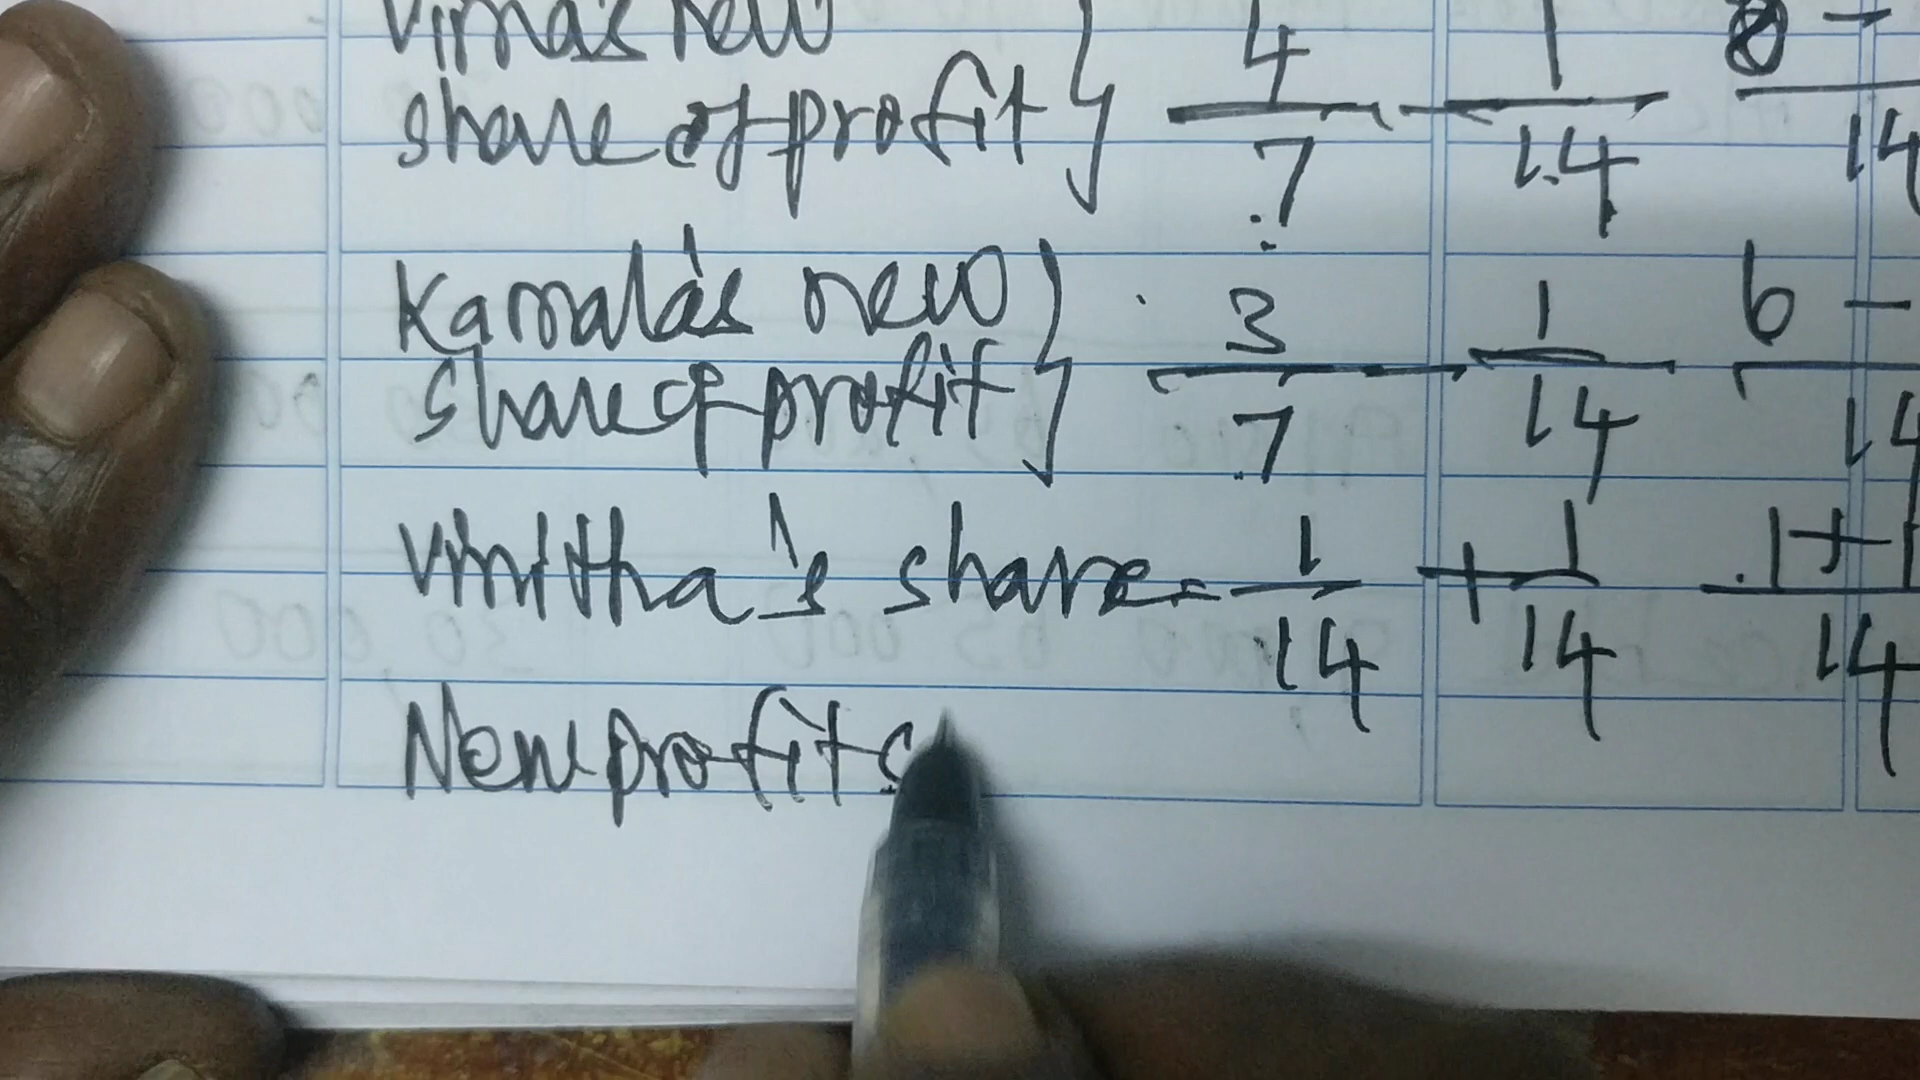 Vimal's new } 4/7 - 1/14 8 -/14
share of profit
Kamala's new } 3/7 - 1/14 6 -/14
share of profit
Vinitha's share = 1/14 + 1/14 1+1/14
New profit s